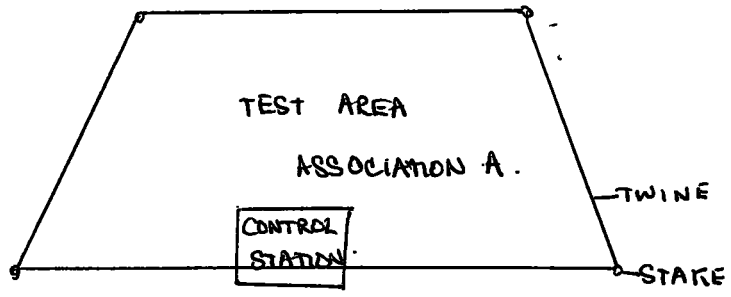 TEST AREA
ASSOCIATION A.
TWINE
CONTROL
STATION
STAKE